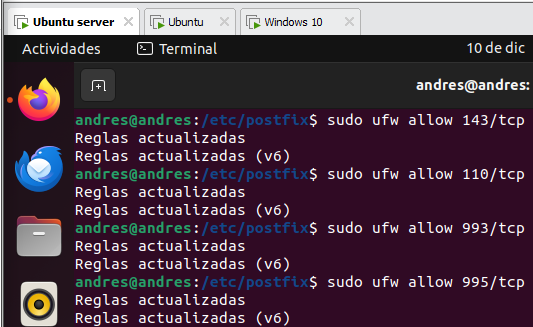 Ubuntu server Ubuntu Windows 10
Actividades Terminal 10 de dic
andres@andres:
andres@andres:/etc/postfix$ sudo ufw allow 143/tcp
Reglas actualizadas
Reglas actualizadas (v6)
andres@andres:/etc/postfix$ sudo ufw allow 110/tcp
Reglas actualizadas
Reglas actualizadas (v6)
andres@andres:/etc/postfix$ sudo ufw allow 993/tcp
Reglas actualizadas
Reglas actualizadas (v6)
andres@andres:/etc/postfix$ sudo ufw allow 995/tcp
Reglas actualizadas
Reglas actualizadas (v6)